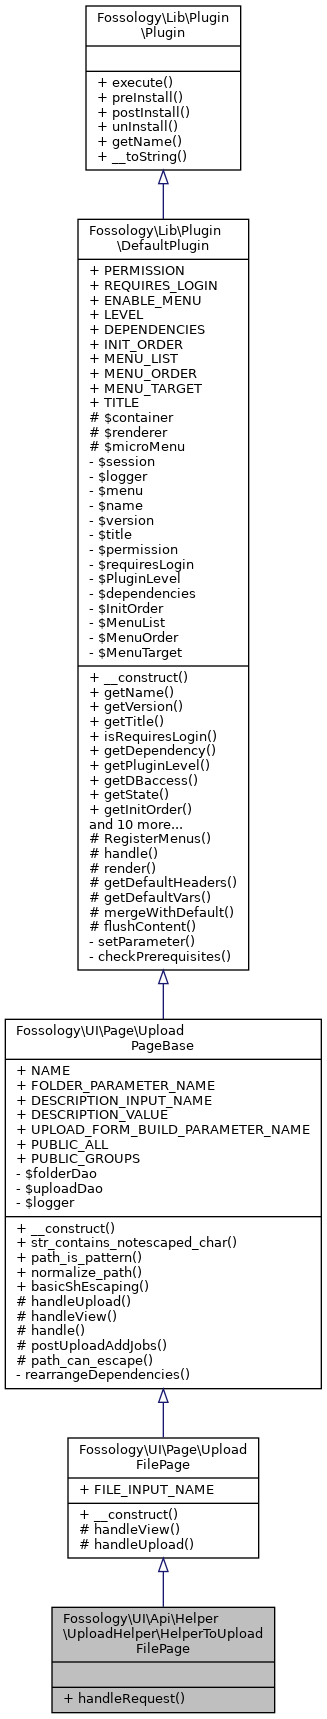 Fossology\Lib\Plugin
\Plugin
+ execute()
+ preInstall()
+ postInstall()
+ unInstall()
+ getName()
+ __toString()
Fossology\Lib\Plugin
\DefaultPlugin
+ PERMISSION
+ REQUIRES_LOGIN
+ ENABLE_MENU
+ LEVEL
+ DEPENDENCIES
+ INIT_ORDER
+ MENU_LIST
+ MENU_ORDER
+ MENU_TARGET
+ TITLE
# $container
# $renderer
# $microMenu
- $session
- $logger
- $menu
- $name
- $version
- $title
- $permission
- $requiresLogin
- $PluginLevel
- $dependencies
- $InitOrder
- $MenuList
- $MenuOrder
- $MenuTarget
+ __construct()
+ getName()
+ getVersion()
+ getTitle()
+ isRequiresLogin()
+ getDependency()
+ getPluginLevel()
+ getDBaccess()
+ getState()
+ getInitOrder()
and 10 more...
# RegisterMenus()
# handle()
# render()
# getDefaultHeaders()
# getDefaultVars()
# mergeWithDefault()
# flushContent()
- setParameter()
- checkPrerequisites()
Fossology\UI\Page\Upload
PageBase
+ NAME
+ FOLDER_PARAMETER_NAME
+ DESCRIPTION_INPUT_NAME
+ DESCRIPTION_VALUE
+ UPLOAD_FORM_BUILD_PARAMETER_NAME
+ PUBLIC_ALL
+ PUBLIC_GROUPS
- $folderDao
- $uploadDao
- $logger
+ __construct()
+ str_contains_notescaped_char()
+ path_is_pattern()
+ normalize_path()
+ basicShEscaping()
# handleUpload()
# handleView()
# handle()
# postUploadAddJobs()
# path_can_escape()
- rearrangeDependencies()
Fossology\UI\Page\Upload
FilePage
+ FILE_INPUT_NAME
+ __construct()
# handleView()
# handleUpload()
Fossology\UI\Api\Helper
\UploadHelper\HelperToUpload
FilePage
+ handleRequest()